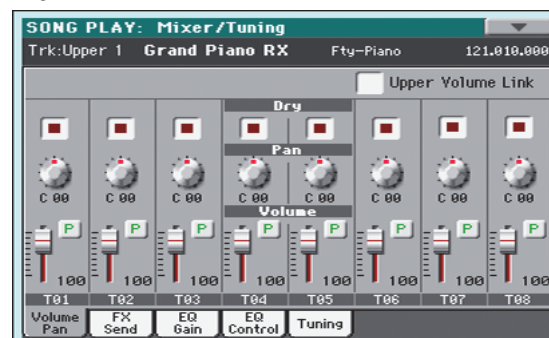 SONG PLAY: Mixer/Tuning
Trk:Upper 1 Grand Piano RX Fty-Piano 121.010.000
Upper Volume Link
Dry
Pan
C 00 C 00 C 00 C 00 C 00 C 00 C 00 C 00
Volume
P P P P P P P P
100 100 100 100 100 100 100 100
T01 T02 T03 T04 T05 T06 T07 T08
Volume Pan FX Send EQ Gain EQ Control Tuning